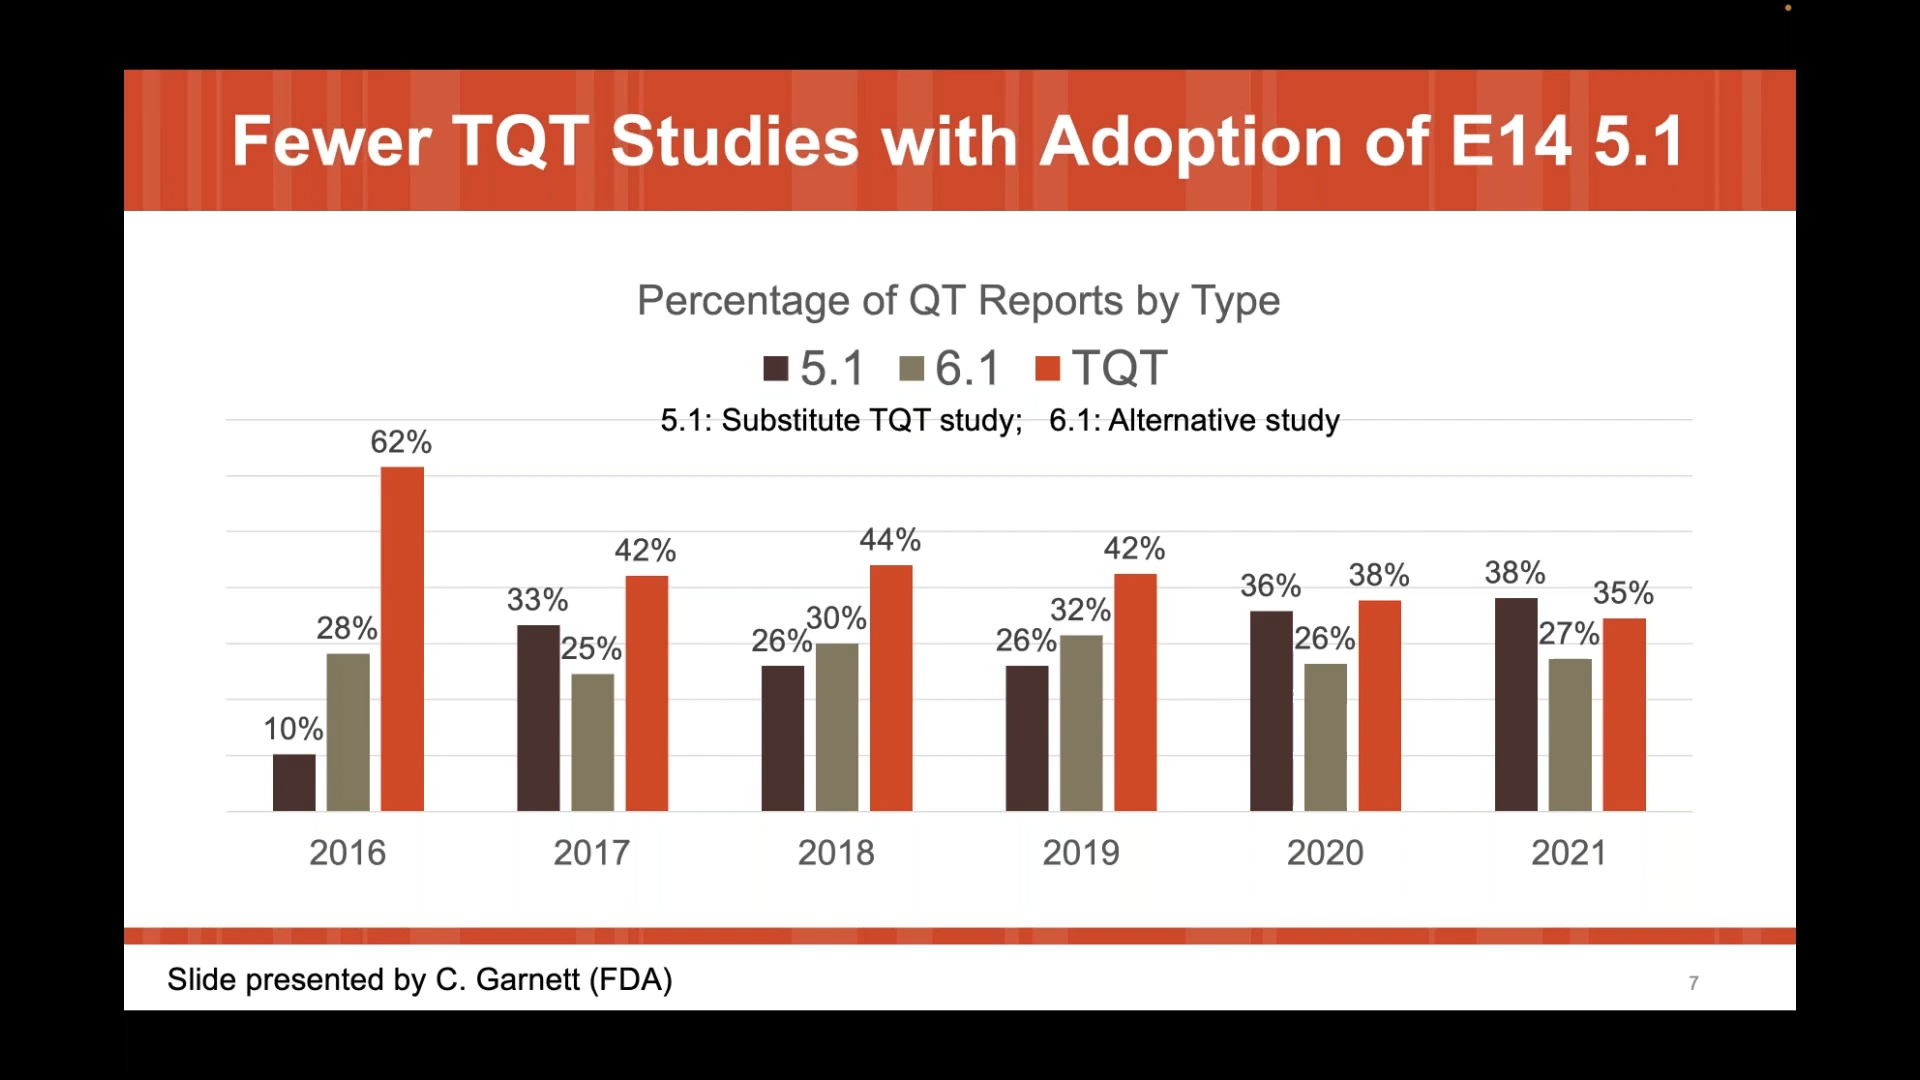 Fewer TQT Studies with Adoption of E14 5.1
Percentage of QT Reports by Type
5.1 6.1 TQT
5.1: Substitute TQT study; 6.1: Alternative study
10% 28% 62%
33% 25% 42%
26% 30% 44%
26% 32% 42%
36% 26% 38%
38% 27% 35%
2016 2017 2018 2019 2020 2021
Slide presented by C. Garnett (FDA)
7